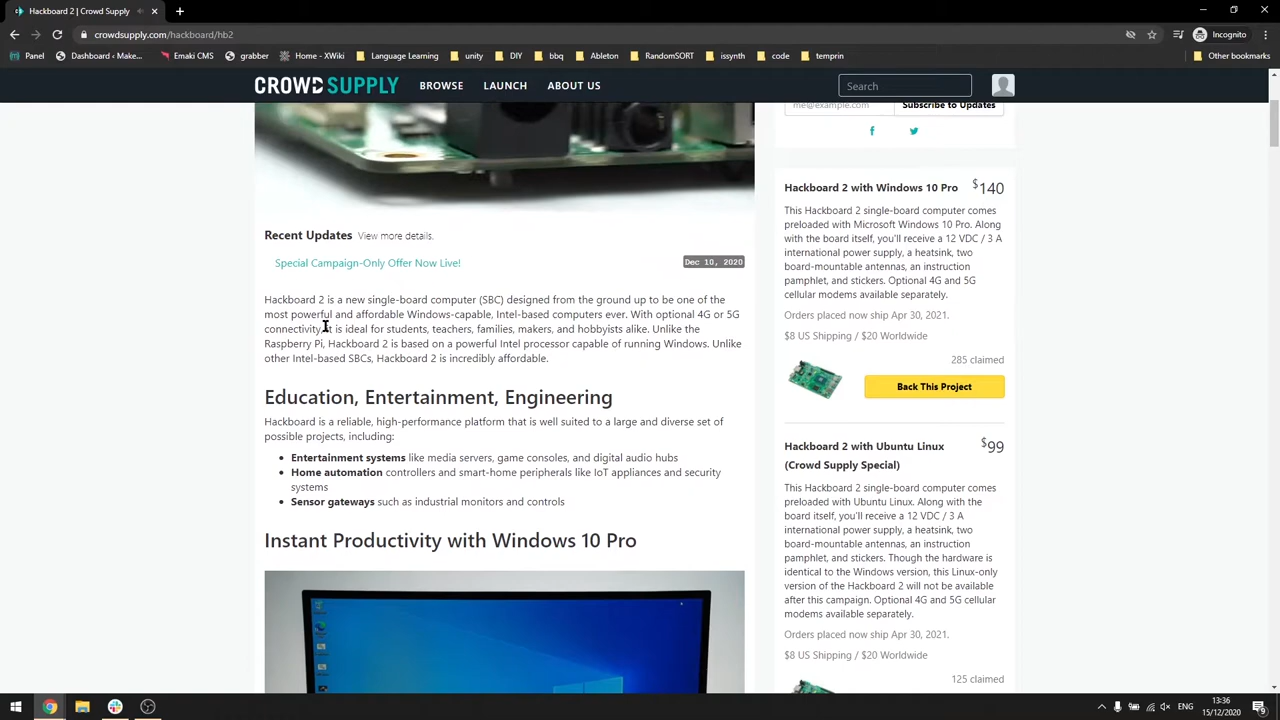 Hackboard 2 | Crowd Supply
crowdsupply.com/hackboard/hb2
Incognito
Panel
Dashboard ‹ Make...
Emaki CMS
grabber
Home - XWiki
Language Learning
unity
DIY
bbq
Ableton
RandomSORT
issynth
code
temprin
Other bookmarks
CROWD SUPPLY
BROWSE
LAUNCH
ABOUT US
Search
me@example.com
Subscribe to Updates
Recent Updates View more details.
Special Campaign-Only Offer Now Live!
Dec 10, 2020
Hackboard 2 is a new single-board computer (SBC) designed from the ground up to be one of the
most powerful and affordable Windows-capable, Intel-based computers ever. With optional 4G or 5G
connectivity, it is ideal for students, teachers, families, makers, and hobbyists alike. Unlike the
Raspberry Pi, Hackboard 2 is based on a powerful Intel processor capable of running Windows. Unlike
other Intel-based SBCs, Hackboard 2 is incredibly affordable.
Education, Entertainment, Engineering
Hackboard is a reliable, high-performance platform that is well suited to a large and diverse set of
possible projects, including:
• Entertainment systems like media servers, game consoles, and digital audio hubs
• Home automation controllers and smart-home peripherals like IoT appliances and security
systems
• Sensor gateways such as industrial monitors and controls
Instant Productivity with Windows 10 Pro
Hackboard 2 with Windows 10 Pro
$140
This Hackboard 2 single-board computer comes
preloaded with Microsoft Windows 10 Pro. Along
with the board itself, you'll receive a 12 VDC / 3 A
international power supply, a heatsink, two
board-mountable antennas, an instruction
pamphlet, and stickers. Optional 4G and 5G
cellular modems available separately.
Orders placed now ship Apr 30, 2021.
$8 US Shipping / $20 Worldwide
285 claimed
Back This Project
Hackboard 2 with Ubuntu Linux
(Crowd Supply Special)
$99
This Hackboard 2 single-board computer comes
preloaded with Ubuntu Linux. Along with the
board itself, you'll receive a 12 VDC / 3 A
international power supply, a heatsink, two
board-mountable antennas, an instruction
pamphlet, and stickers. Though the hardware is
identical to the Windows version, this Linux-only
version of the Hackboard 2 will not be available
after this campaign. Optional 4G and 5G cellular
modems available separately.
Orders placed now ship Apr 30, 2021.
$8 US Shipping / $20 Worldwide
125 claimed
13:36
15/12/2020